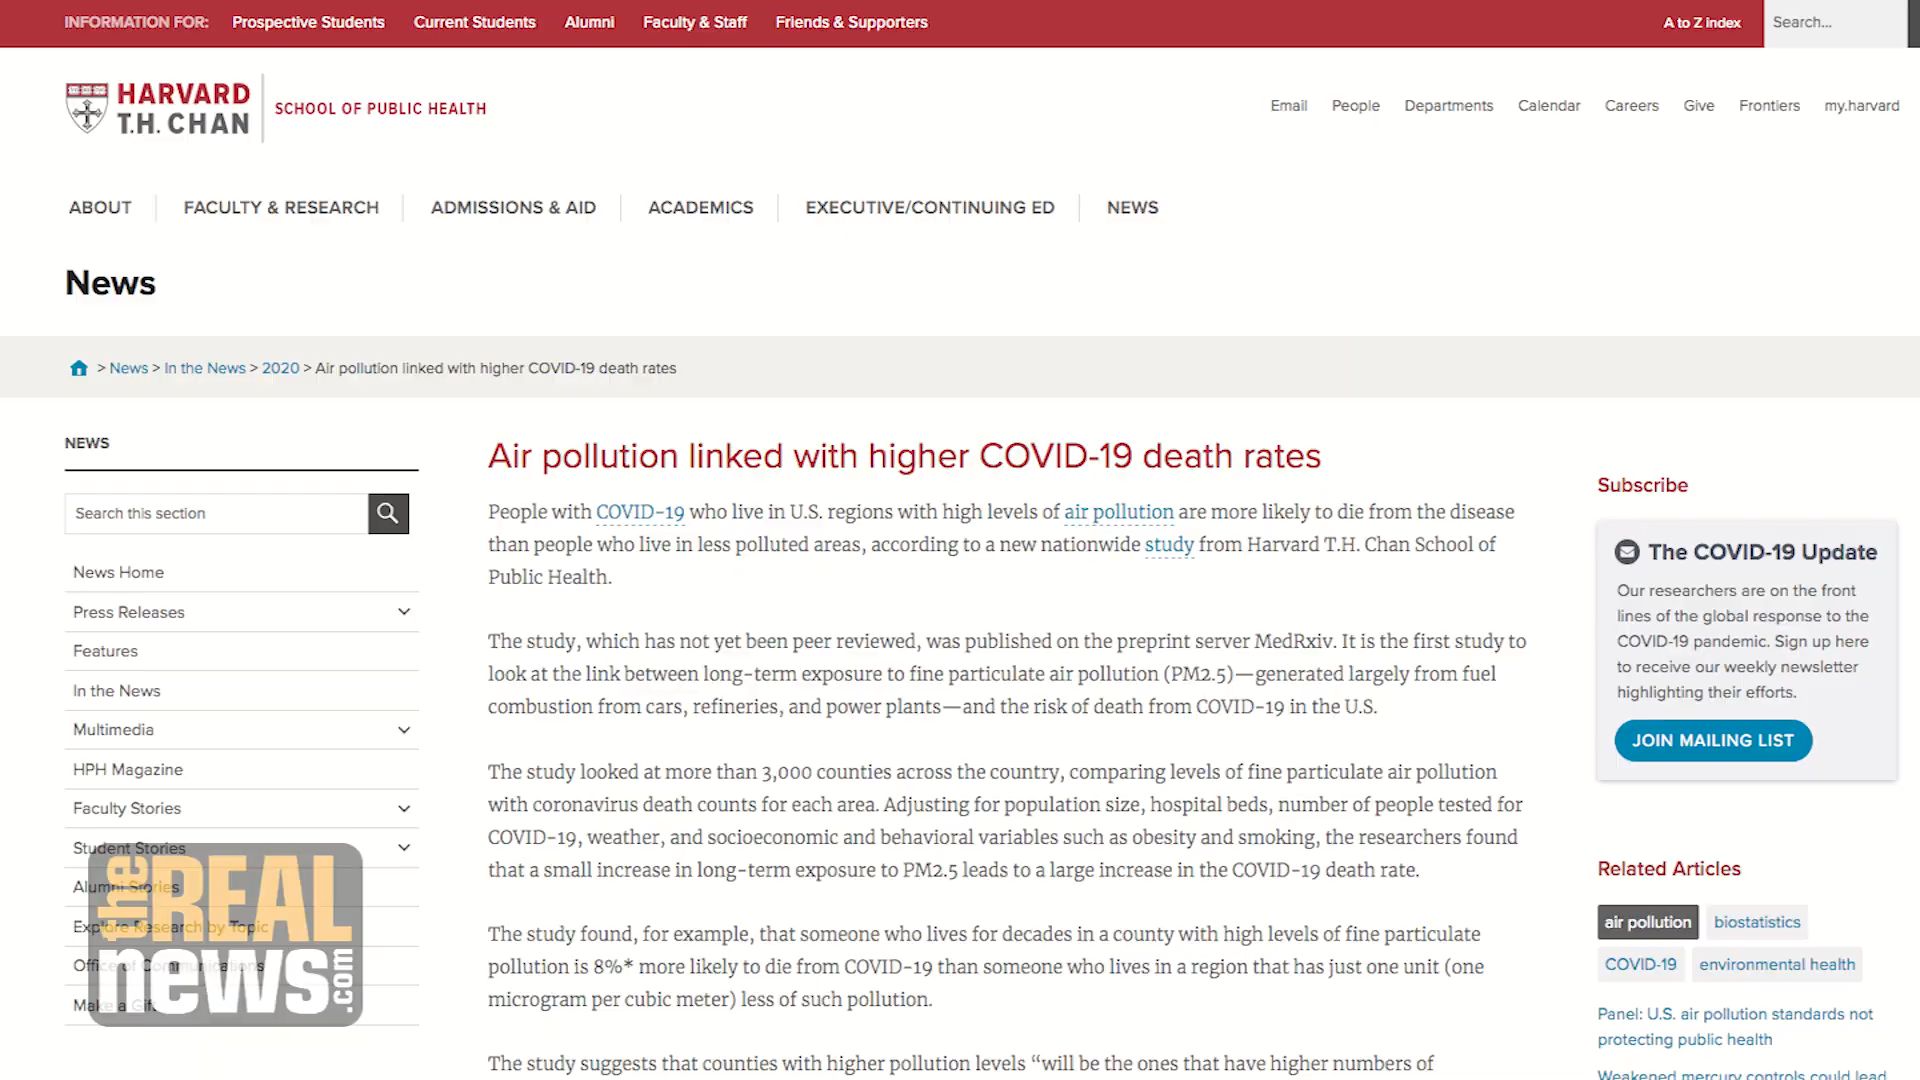 INFORMATION FOR: Prospective Students Current Students Alumni Faculty & Staff Friends & Supporters A to Z Index Search...
HARVARD
T.H. CHAN
SCHOOL OF PUBLIC HEALTH
Email People Departments Calendar Careers Give Frontiers my.harvard
ABOUT FACULTY & RESEARCH ADMISSIONS & AID ACADEMICS EXECUTIVE/CONTINUING ED NEWS
News
> News > In the News > 2020 > Air pollution linked with higher COVID-19 death rates
NEWS
Search this section
News Home
Press Releases
Features
In the News
Multimedia
HPH Magazine
Faculty Stories
Student Stories
Alumni Stories
Explore Research by Topic
Office of Communications
Make a Gift
the REAL
news.com
Air pollution linked with higher COVID-19 death rates
People with COVID-19 who live in U.S. regions with high levels of air pollution are more likely to die from the disease
than people who live in less polluted areas, according to a new nationwide study from Harvard T.H. Chan School of
Public Health.
The study, which has not yet been peer reviewed, was published on the preprint server MedRxiv. It is the first study to
look at the link between long-term exposure to fine particulate air pollution (PM2.5)—generated largely from fuel
combustion from cars, refineries, and power plants—and the risk of death from COVID-19 in the U.S.
The study looked at more than 3,000 counties across the country, comparing levels of fine particulate air pollution
with coronavirus death counts for each area. Adjusting for population size, hospital beds, number of people tested for
COVID-19, weather, and socioeconomic and behavioral variables such as obesity and smoking, the researchers found
that a small increase in long-term exposure to PM2.5 leads to a large increase in the COVID-19 death rate.
The study found, for example, that someone who lives for decades in a county with high levels of fine particulate
pollution is 8%* more likely to die from COVID-19 than someone who lives in a region that has just one unit (one
microgram per cubic meter) less of such pollution.
The study suggests that counties with higher pollution levels “will be the ones that have higher numbers of
Subscribe
The COVID-19 Update
Our researchers are on the front
lines of the global response to the
COVID-19 pandemic. Sign up here
to receive our weekly newsletter
highlighting their efforts.
JOIN MAILING LIST
Related Articles
air pollution biostatistics
COVID-19 environmental health
Panel: U.S. air pollution standards not
protecting public health
Weakened mercury controls could lead